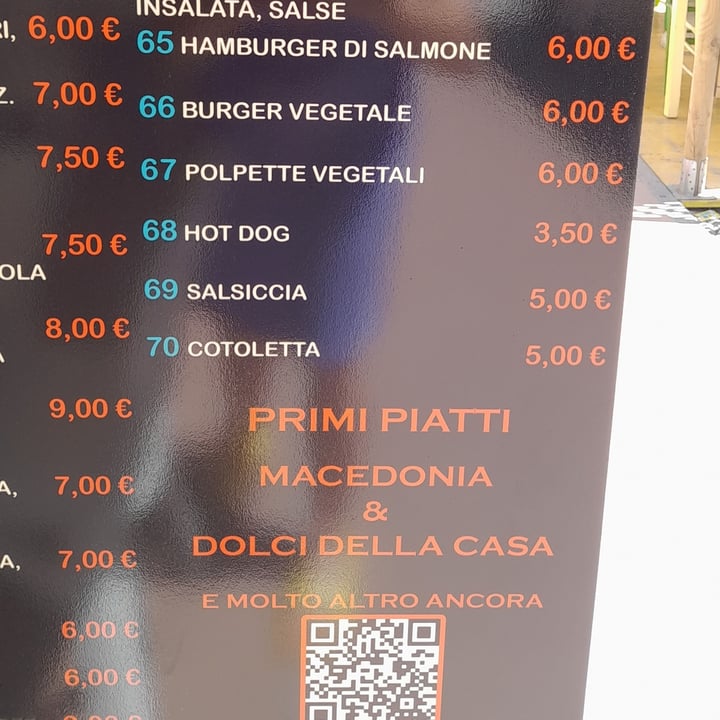 6,00 €
Z. 7,00 €
7,50 €
7,50 €
OLA
8,00 €
9,00 €
A, 7,00 €
A, 7,00 €
6,00 €
6,00 €
INSALATA, SALSE
65 HAMBURGER DI SALMONE 6,00 €
66 BURGER VEGETALE 6,00 €
67 POLPETTE VEGETALI 6,00 €
68 HOT DOG 3,50 €
69 SALSICCIA 5,00 €
70 COTOLETTA 5,00 €
PRIMI PIATTI
MACEDONIA
&
DOLCI DELLA CASA
E MOLTO ALTRO ANCORA